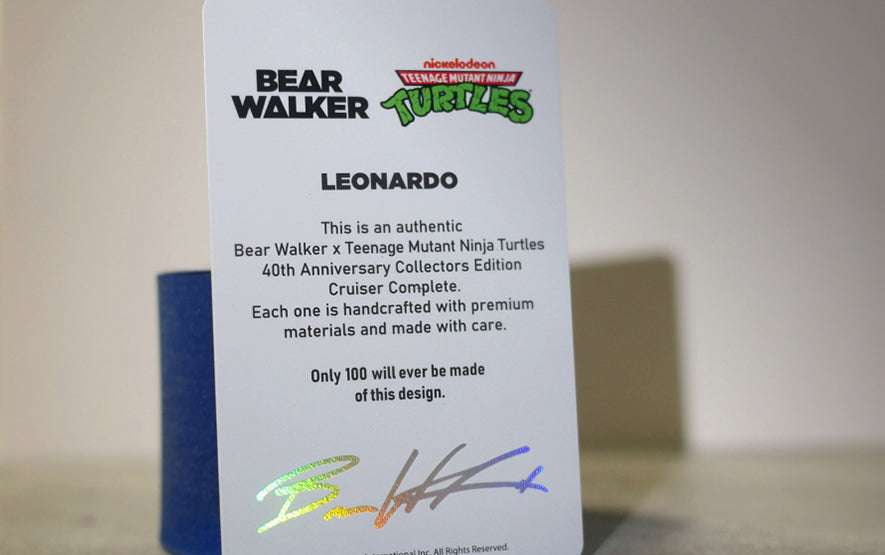 BEAR
WALKER
nickelodeon
TEENAGE MUTANT NINJA
TURTLES
LEONARDO
This is an authentic
Bear Walker x Teenage Mutant Ninja Turtles
40th Anniversary Collectors Edition
Cruiser Complete.
Each one is handcrafted with premium
materials and made with care.
Only 100 will ever be made
of this design.
International Inc. All Rights Reserved.